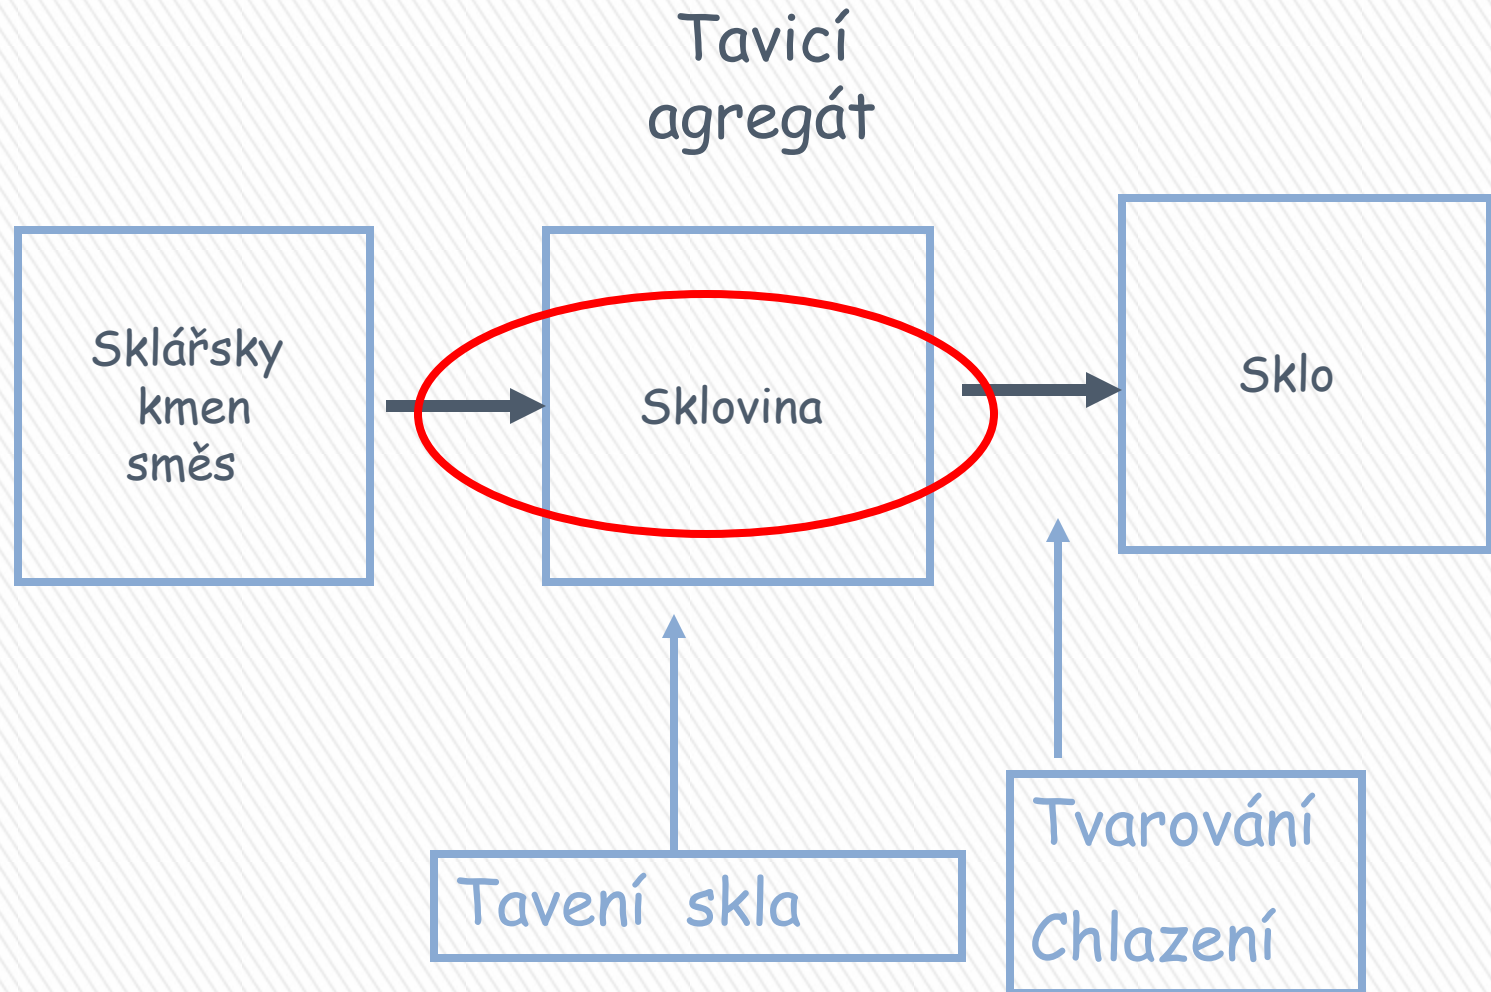 Tavicí
agregát
Sklářsky
kmen
směs
Sklovina
Sklo
Tavení skla
Tvarování
Chlazení